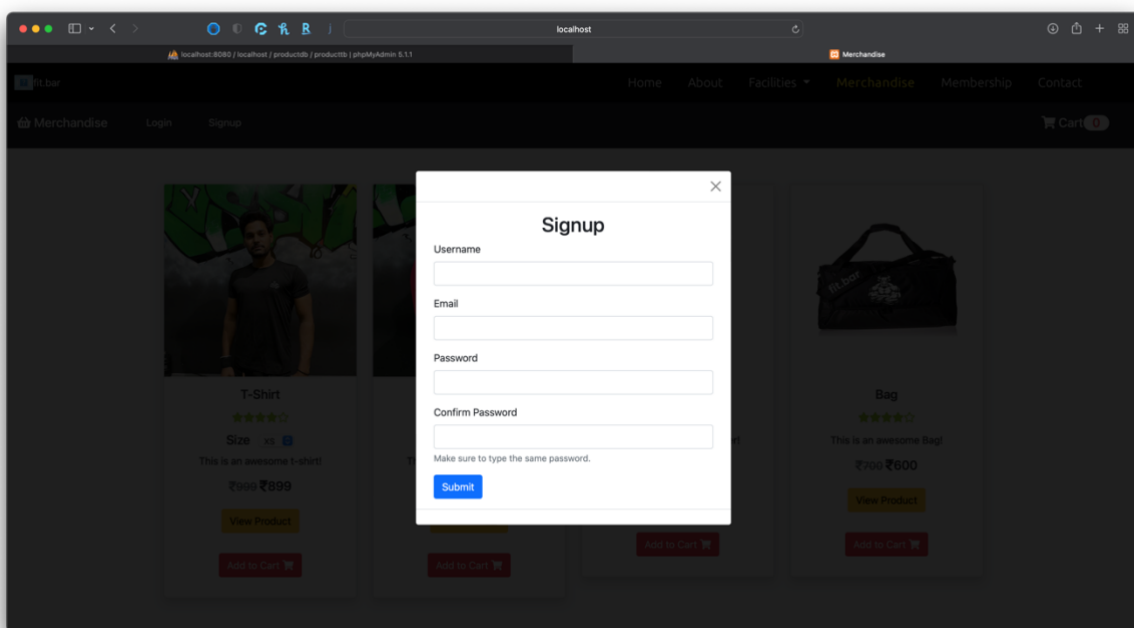 localhost
localhost:8080 / localhost / productdb / producttb | phpMyAdmin 5.1.1
Merchandise
fit.bar
Home About Facilities Merchandise Membership Contact
Merchandise Login Signup Cart 0
Signup
Username
Email
Password
Confirm Password
Make sure to type the same password.
Submit
T-Shirt
Size XS
This is an awesome t-shirt!
₹999 ₹899
View Product
Add to Cart
Add to Cart
Add to Cart
fit.bar
Bag
This is an awesome Bag!
₹700 ₹600
View Product
Add to Cart